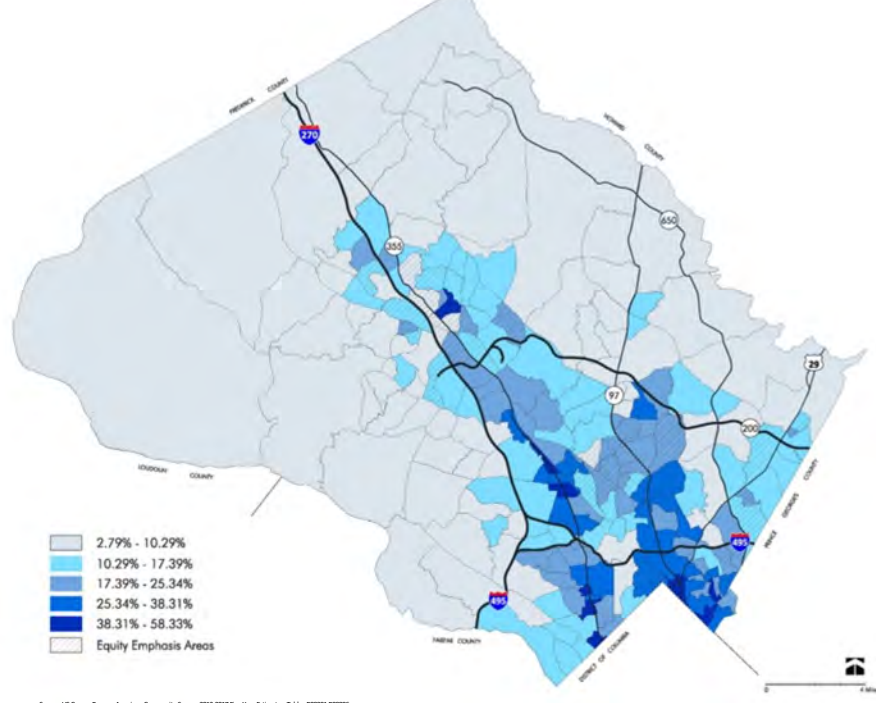 FREDERICK COUNTY
270
HOWARD COUNTY
650
355
29
97
200
LOUDOUN COUNTY
PRINCE GEORGES COUNTY
495
2.79% - 10.29%
10.29% - 17.39%
17.39% - 25.34%
25.34% - 38.31%
38.31% - 58.33%
Equity Emphasis Areas
495
FAIRFAX COUNTY
DISTRICT OF COLUMBIA
0 4 Miles